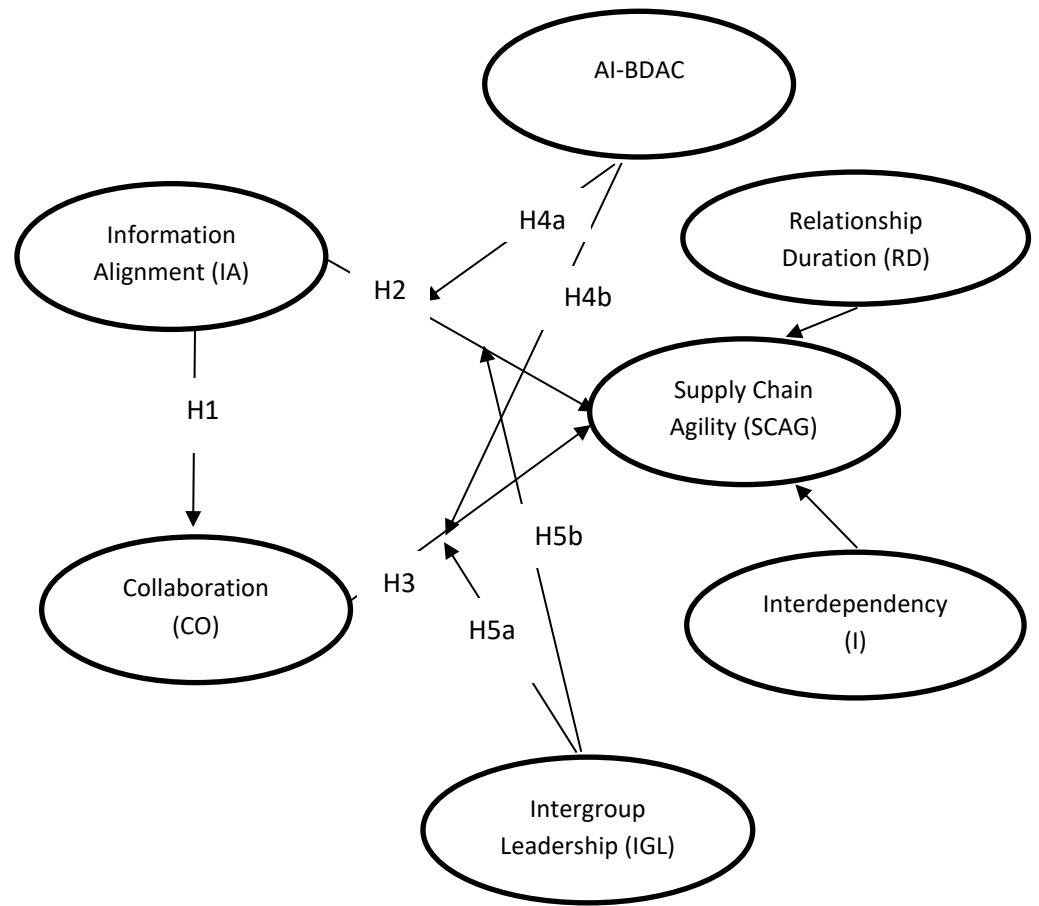 AI-BDAC
Relationship
Duration (RD)
Information
Alignment (IA)
H4a
H2
H4b
Supply Chain
Agility (SCAG)
H1
H5b
Collaboration
(CO)
H3
Interdependency
(I)
H5a
Intergroup
Leadership (IGL)